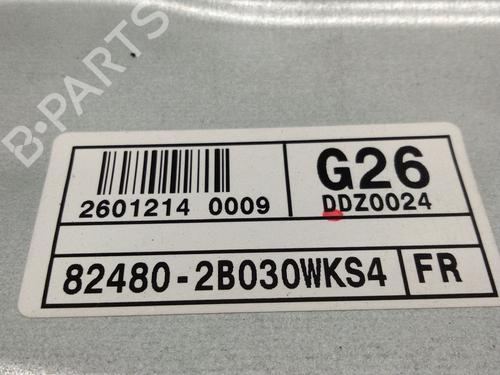 B-PARTS
G26
2601214 0009
DDZ0024
82480-2B030WKS4
FR